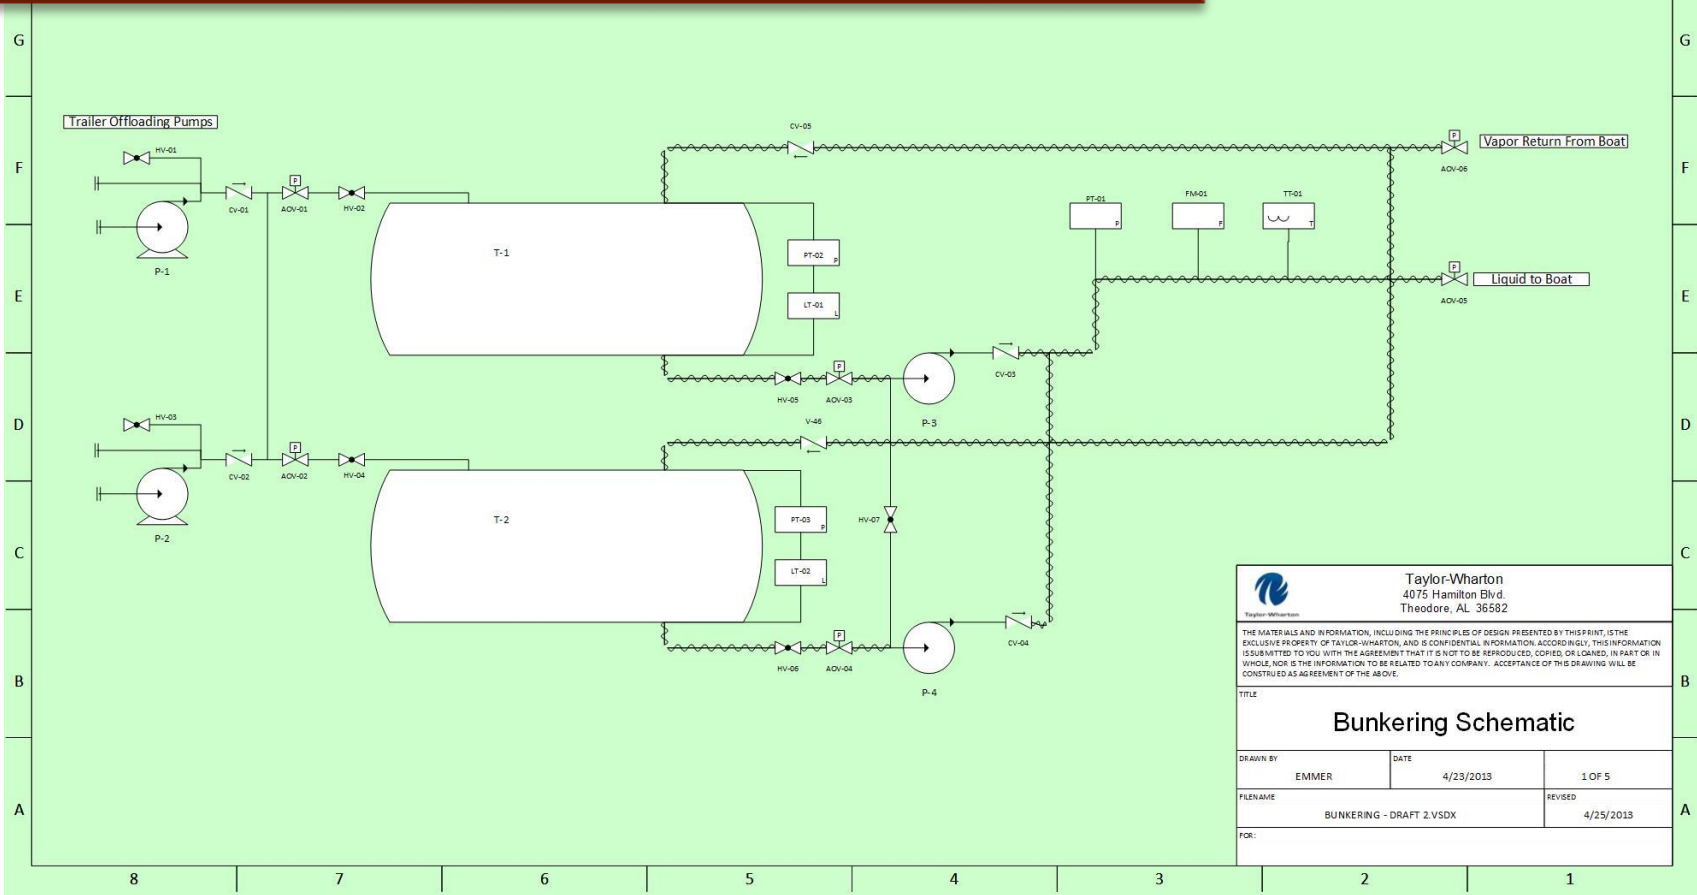 G
G
Trailer Offloading Pumps
CV-05
P
Vapor Return From Boat
HV-01
F
AOV-06
F
P
Cv-01
AOV-01
HV-02
PT-01
P
FM-01
F
TT-01
T
T-1
PT-02
P
P-1
P
Liquid to Boat
E
LT-01
L
AOV-05
E
P
CV-03
HV-05
AOV-03
HV-03
V-46
P-3
D
D
P
CV-02
AOV-02
HV-04
T-2
PT-03
P
HV-07
P-2
C
C
LT-02
L
P
CV-04
HV-06
AOV-04
P-4
B
B
Taylor-Wharton
Taylor-Wharton
4075 Hamilton Blvd.
Theodore, AL 36582
THE MATERIALS AND INFORMATION, INCLUDING THE PRINCIPLES OF DESIGN PRESENTED BY THIS PRINT, IS THE
EXCLUSIVE PROPERTY OF TAYLOR-WHARTON, AND IS CONFIDENTIAL INFORMATION. ACCORDINGLY, THIS INFORMATION
IS SUBMITTED TO YOU WITH THE AGREEMENT THAT IT IS NOT TO BE REPRODUCED, COPIED, OR LOANED, IN PART OR IN
WHOLE, NOR IS THE INFORMATION TO BE RELATED TO ANY COMPANY. ACCEPTANCE OF THIS DRAWING WILL BE
CONSTRUED AS AGREEMENT OF THE ABOVE.
TITLE
Bunkering Schematic
DRAWN BY
EMMER
DATE
4/23/2013
1 OF 5
FILENAME
BUNKERING - DRAFT 2.VSDX
REVISED
4/25/2013
FOR:
A
A
8
7
6
5
4
3
2
1